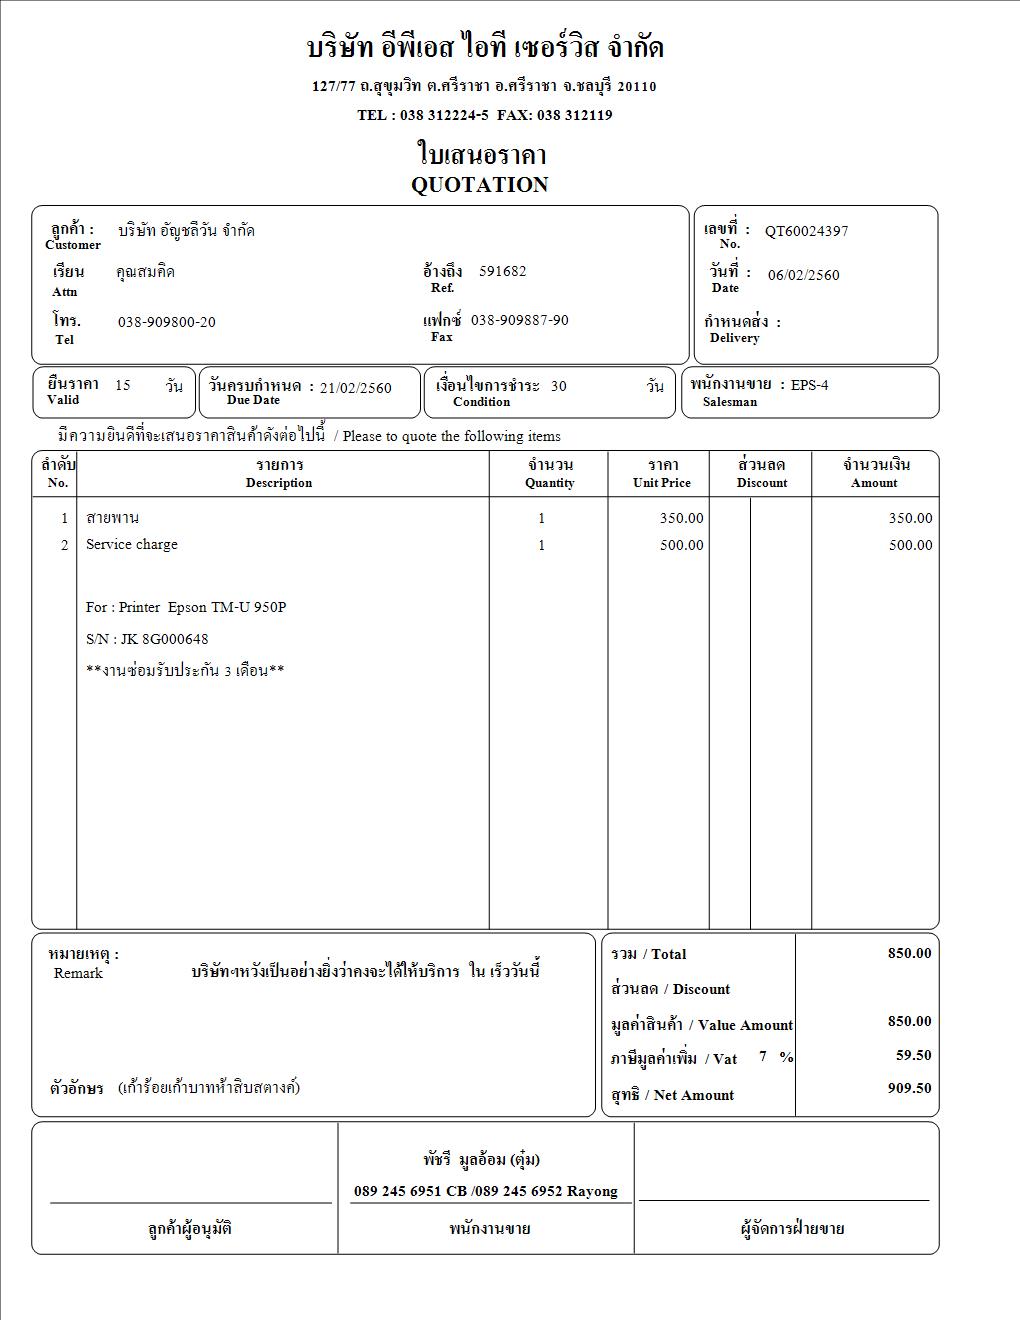 บริษัท อีพีเอส ไอที เซอร์วิส จำกัด
127/77 ถ.สุขุมวิท ต.ศรีราชา อ.ศรีราชา จ.ชลบุรี 20110
TEL : 038 312224-5 FAX: 038 312119
ใบเสนอราคา
QUOTATION
ลูกค้า : บริษัท อัญชลีวัน จำกัด
Customer
เรียน คุณสมคิด อ้างถึง 591682
Attn Ref.
โทร. 038-909800-20 แฟกซ์ 038-909887-90
Tel Fax
เลขที่ : QT60024397
No.
วันที่ : 06/02/2560
Date
กำหนดส่ง :
Delivery
ยืนราคา 15 วัน วันครบกำหนด : 21/02/2560 เงื่อนไขการชำระ 30 วัน พนักงานขาย : EPS-4
Valid Due Date Condition Salesman
มีความยินดีที่จะเสนอราคาสินค้าดังต่อไปนี้ / Please to quote the following items
ลำดับ รายการ จำนวน ราคา ส่วนลด จำนวนเงิน
No. Description Quantity Unit Price Discount Amount
1 สายพาน 1 350.00 350.00
2 Service charge 1 500.00 500.00
For : Printer Epson TM-U 950P
S/N : JK 8G000648
**งานซ่อมรับประกัน 3 เดือน**
หมายเหตุ :
Remark บริษัทฯหวังเป็นอย่างยิ่งว่าคงจะได้ให้บริการ ใน เร็ววันนี้
ตัวอักษร (เก้าร้อยเก้าบาทห้าสิบสตางค์)
รวม / Total 850.00
ส่วนลด / Discount
มูลค่าสินค้า / Value Amount 850.00
ภาษีมูลค่าเพิ่ม / Vat 7 % 59.50
สุทธิ / Net Amount 909.50
พัชรี มูลอ้อม (ตุ๋ม)
089 245 6951 CB /089 245 6952 Rayong
ลูกค้าผู้อนุมัติ พนักงานขาย ผู้จัดการฝ่ายขาย